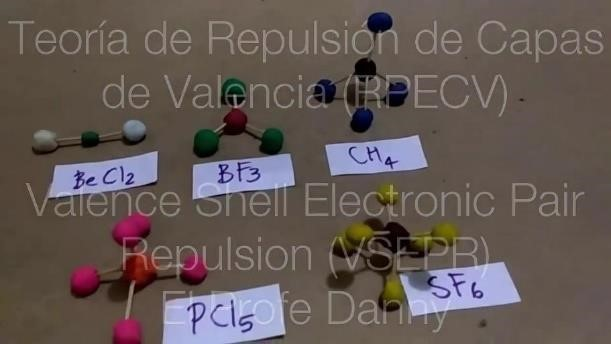 Teoría de Repulsión de Capas
de Valencia (RPECV)
BeCl2
BF3
CH4
Valence Shell Electronic Pair
Repulsion (VSEPR)
El Profe Danny
PCl5
SF6